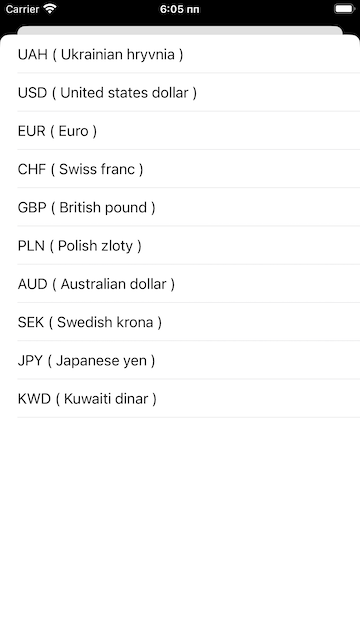 Carrier 6:05 пп
UAH ( Ukrainian hryvnia )
USD ( United states dollar )
EUR ( Euro )
CHF ( Swiss franc )
GBP ( British pound )
PLN ( Polish zloty )
AUD ( Australian dollar )
SEK ( Swedish krona )
JPY ( Japanese yen )
KWD ( Kuwaiti dinar )